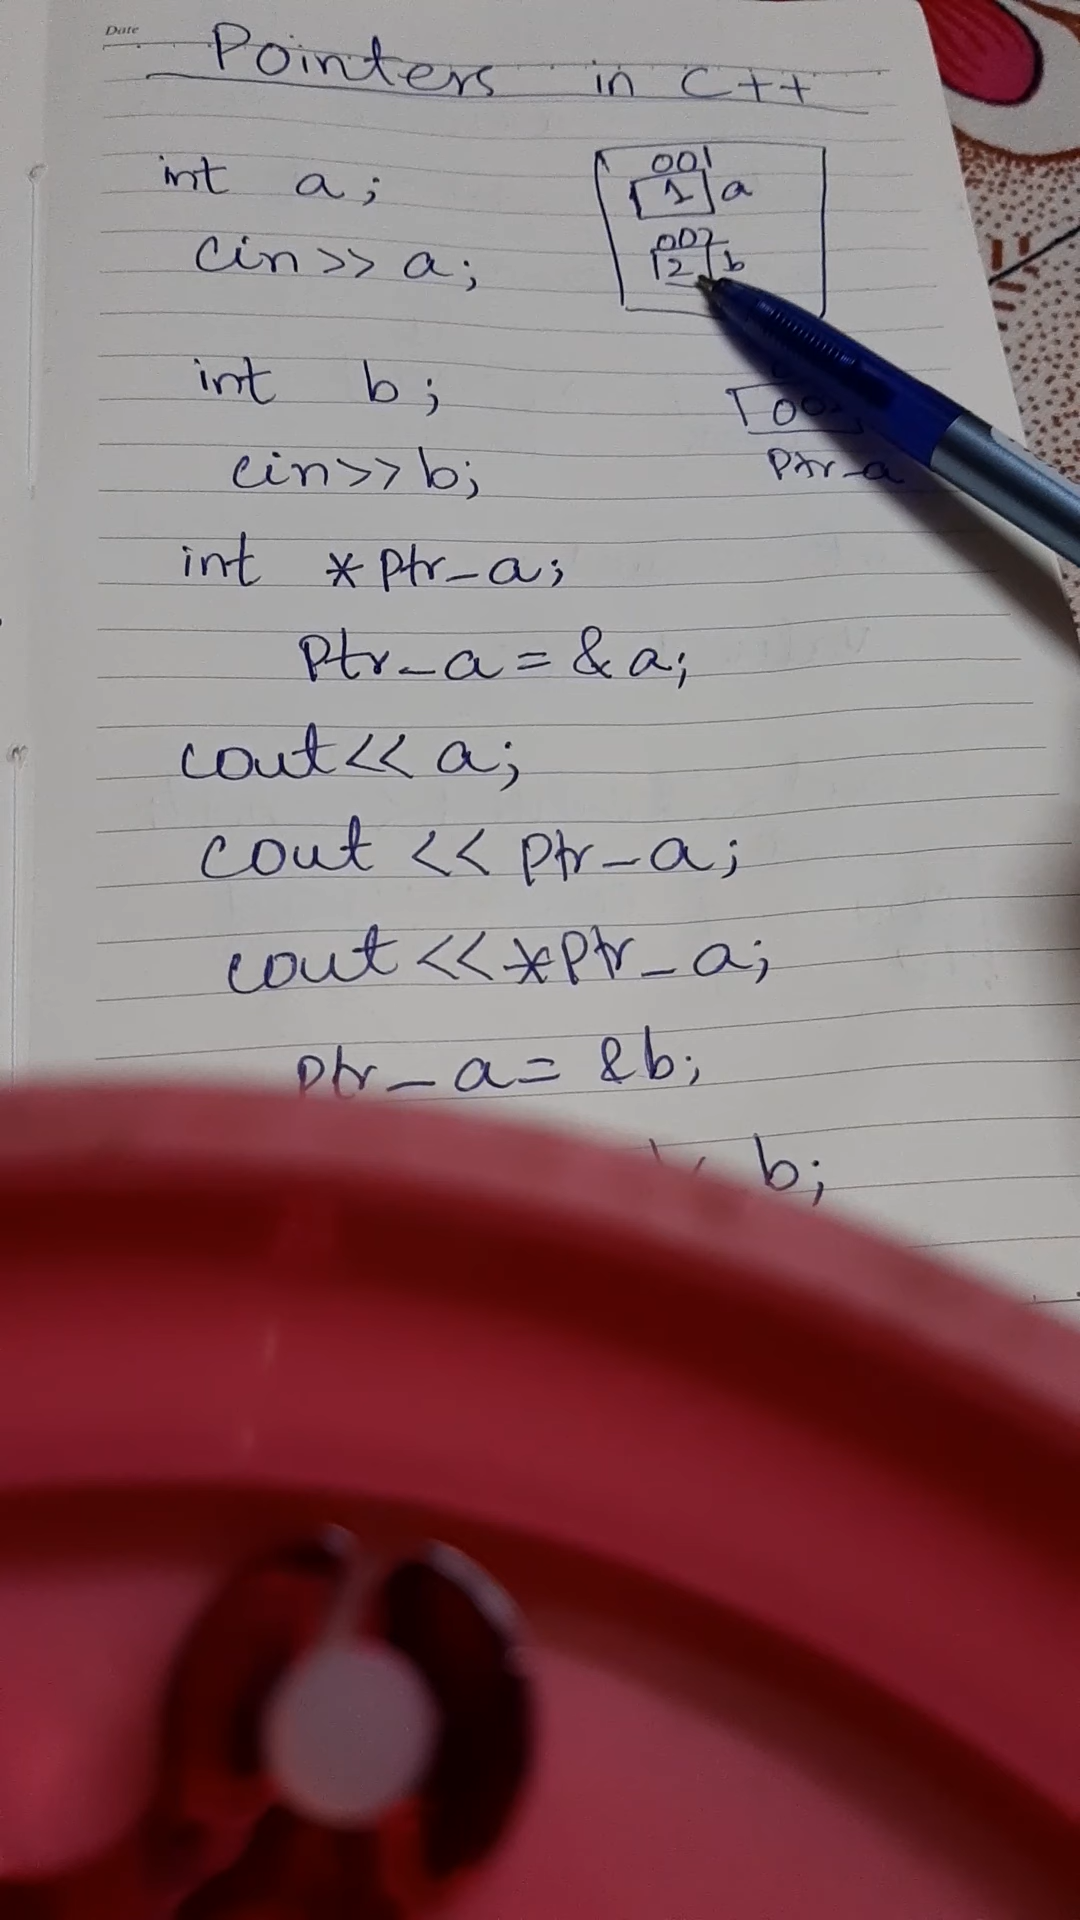 Date
Pointers in C++
int a;
001
1 a
cin>> a;
002
2 b
int b;
cin>> b;
ptr_a
int *ptr_a;
ptr_a = &a;
cout<< a;
cout << ptr_a;
cout <<*ptr_a;
ptr_a = &b;
b;